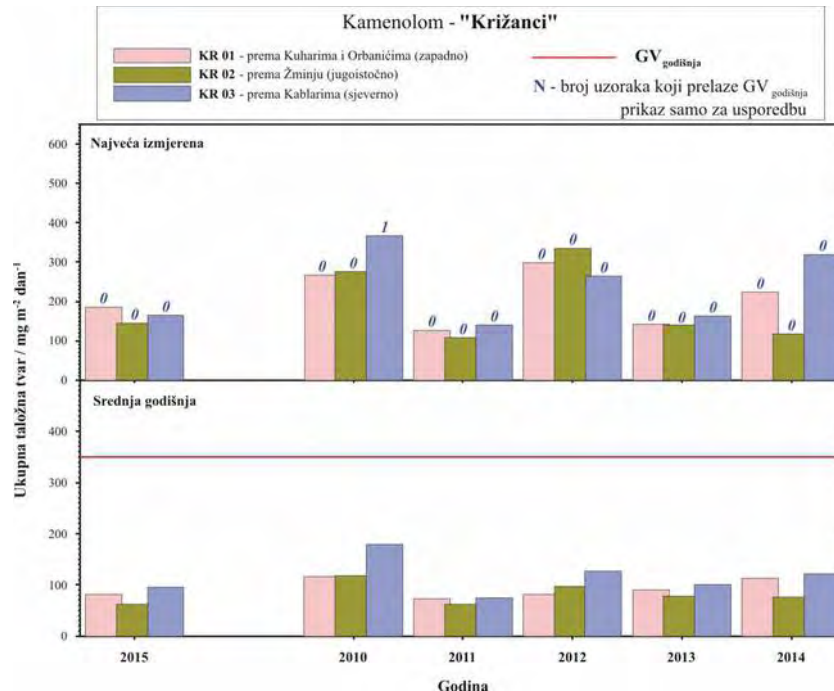 Kamenolom - "Križanci"
KR 01 - prema Kuharima i Orbanićima (zapadno)
KR 02 - prema Žminju (jugoistočno)
KR 03 - prema Kablarima (sjeverno)
GVgodišnja
N - broj uzoraka koji prelaze GV godišnja
prikaz samo za usporedbu
Ukupna taložna tvar / mg m⁻² dan⁻¹
Najveća izmjerena
600
500
400
300
200
100
0
0 0 0
0 0 1
0 0 0
0 0 0
0 0 0
0 0 0
Srednja godišnja
400
300
200
100
0
2015 2010 2011 2012 2013 2014
Godina